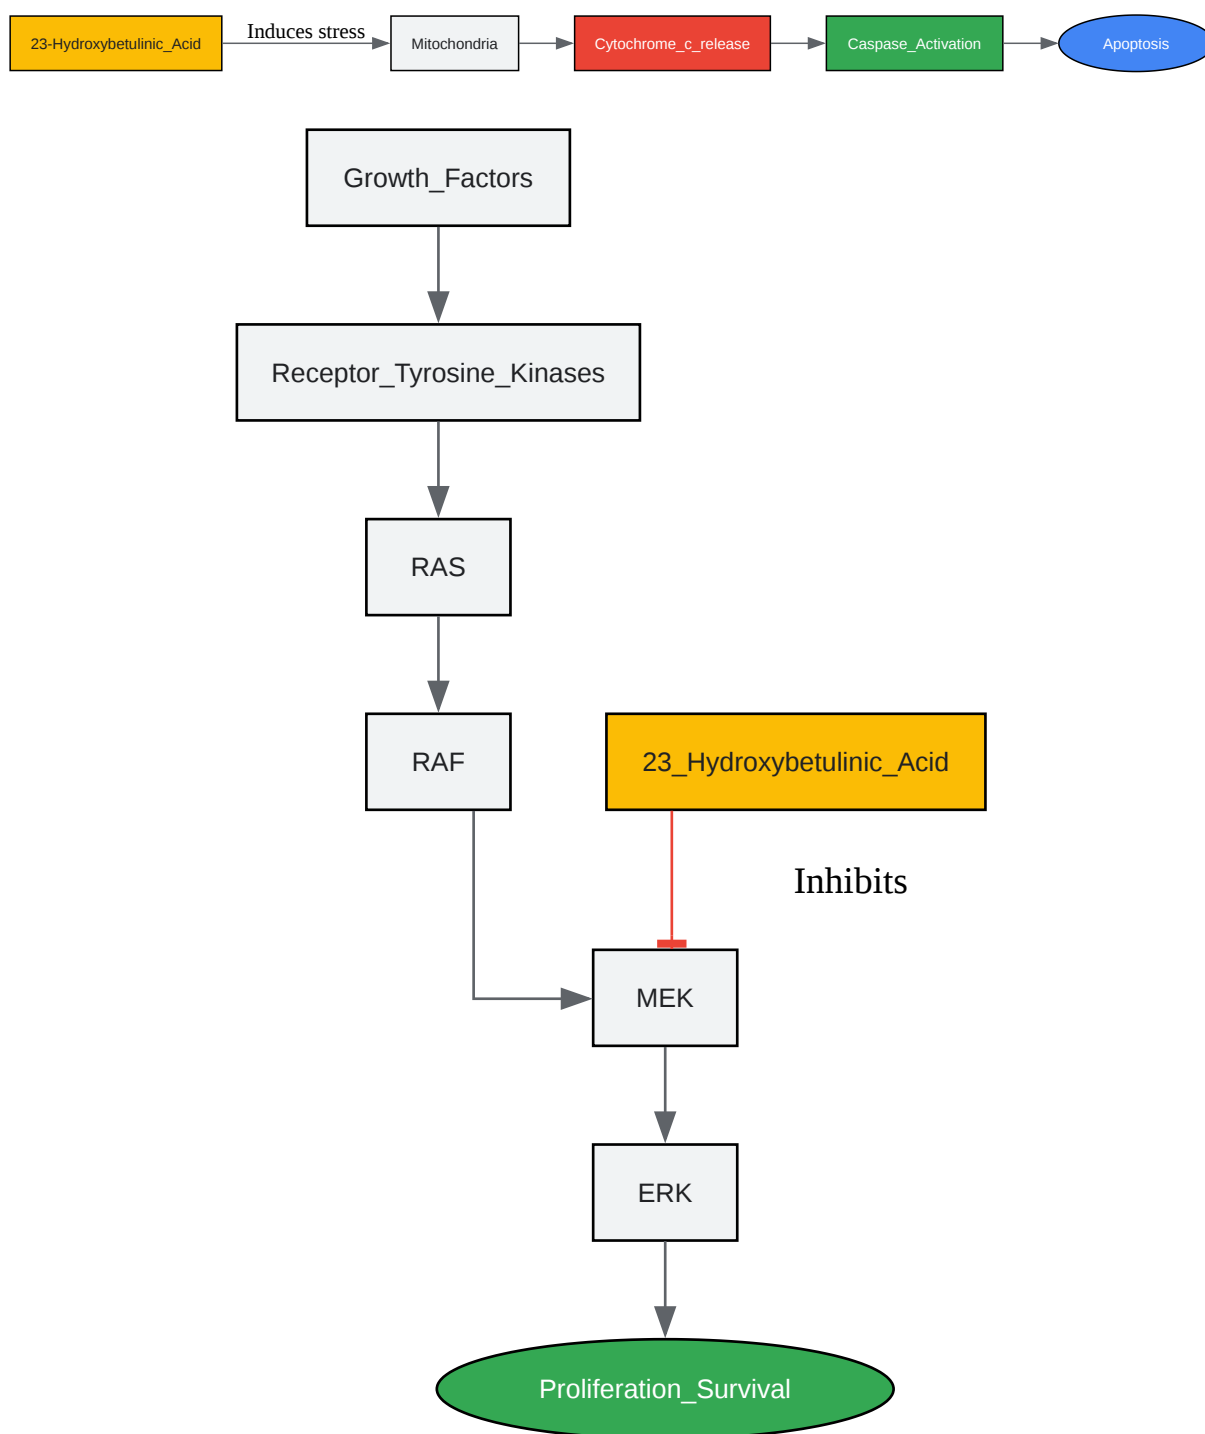 23-Hydroxybetulinic_Acid
Induces stress
Mitochondria
Cytochrome_c_release
Caspase_Activation
Apoptosis
Growth_Factors
Receptor_Tyrosine_Kinases
RAS
RAF
23_Hydroxybetulinic_Acid
Inhibits
MEK
ERK
Proliferation_Survival